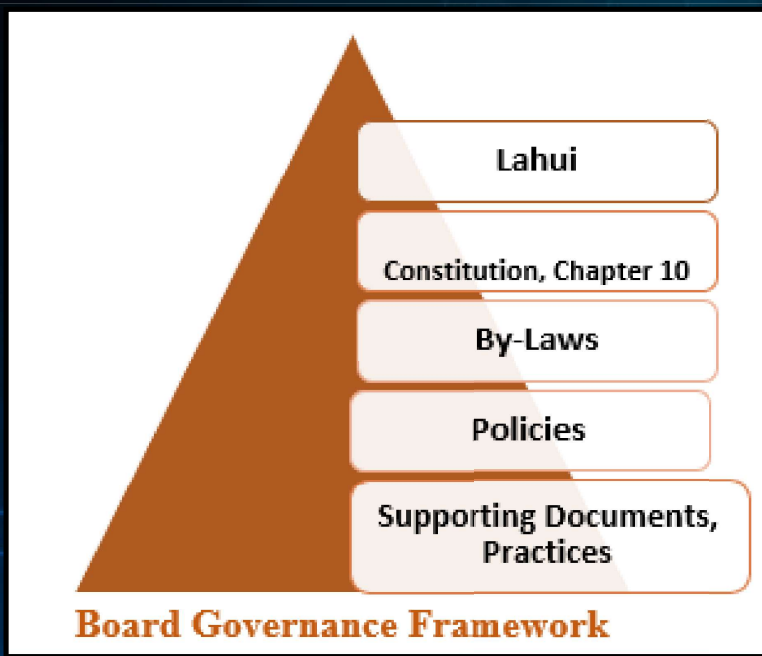 Lahui
Constitution, Chapter 10
By-Laws
Policies
Supporting Documents,
Practices
Board Governance Framework